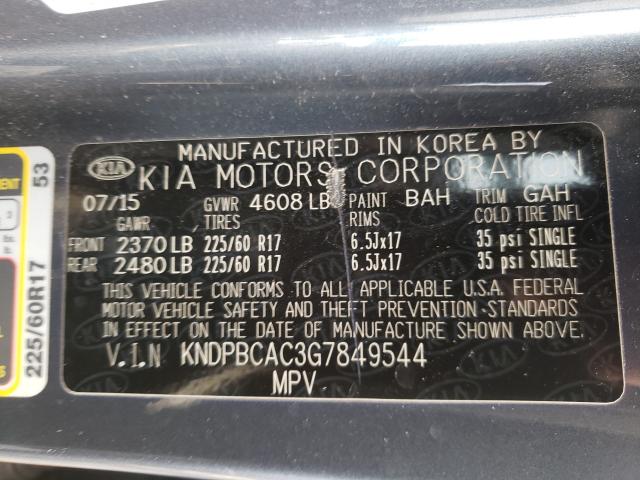 MANUFACTURED IN KOREA BY
KIA KIA MOTORS CORPORATION
07/15 GVWR 4608 LB PAINT BAH TRIM GAH
GAWR TIRES RIMS COLD TIRE INFL
FRONT 2370 LB 225/60 R17 6.5Jx17 35 psi SINGLE
REAR 2480 LB 225/60 R17 6.5Jx17 35 psi SINGLE
THIS VEHICLE CONFORMS TO ALL APPLICABLE U.S.A. FEDERAL
MOTOR VEHICLE SAFETY, BUMPER, AND THEFT PREVENTION-STANDARDS
IN EFFECT ON THE DATE OF MANUFACTURE SHOWN ABOVE.
V.I.N KNDPBCAC3G7849544
MPV
225/60R17 53